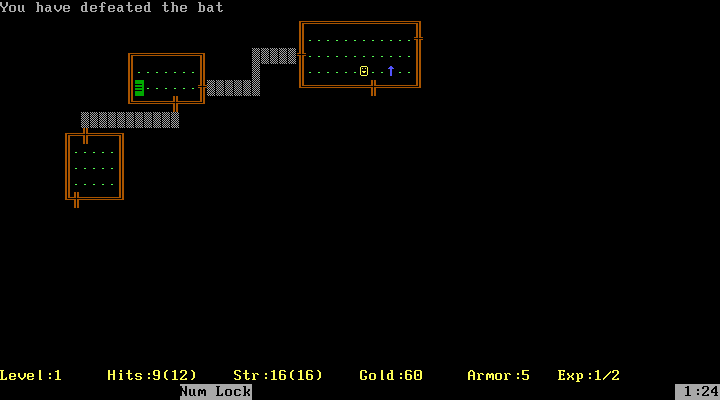 You have defeated the bat
Level:1 Hits:9(12) Str:16(16) Gold:60 Armor:5 Exp:1/2
Num Lock 1:24